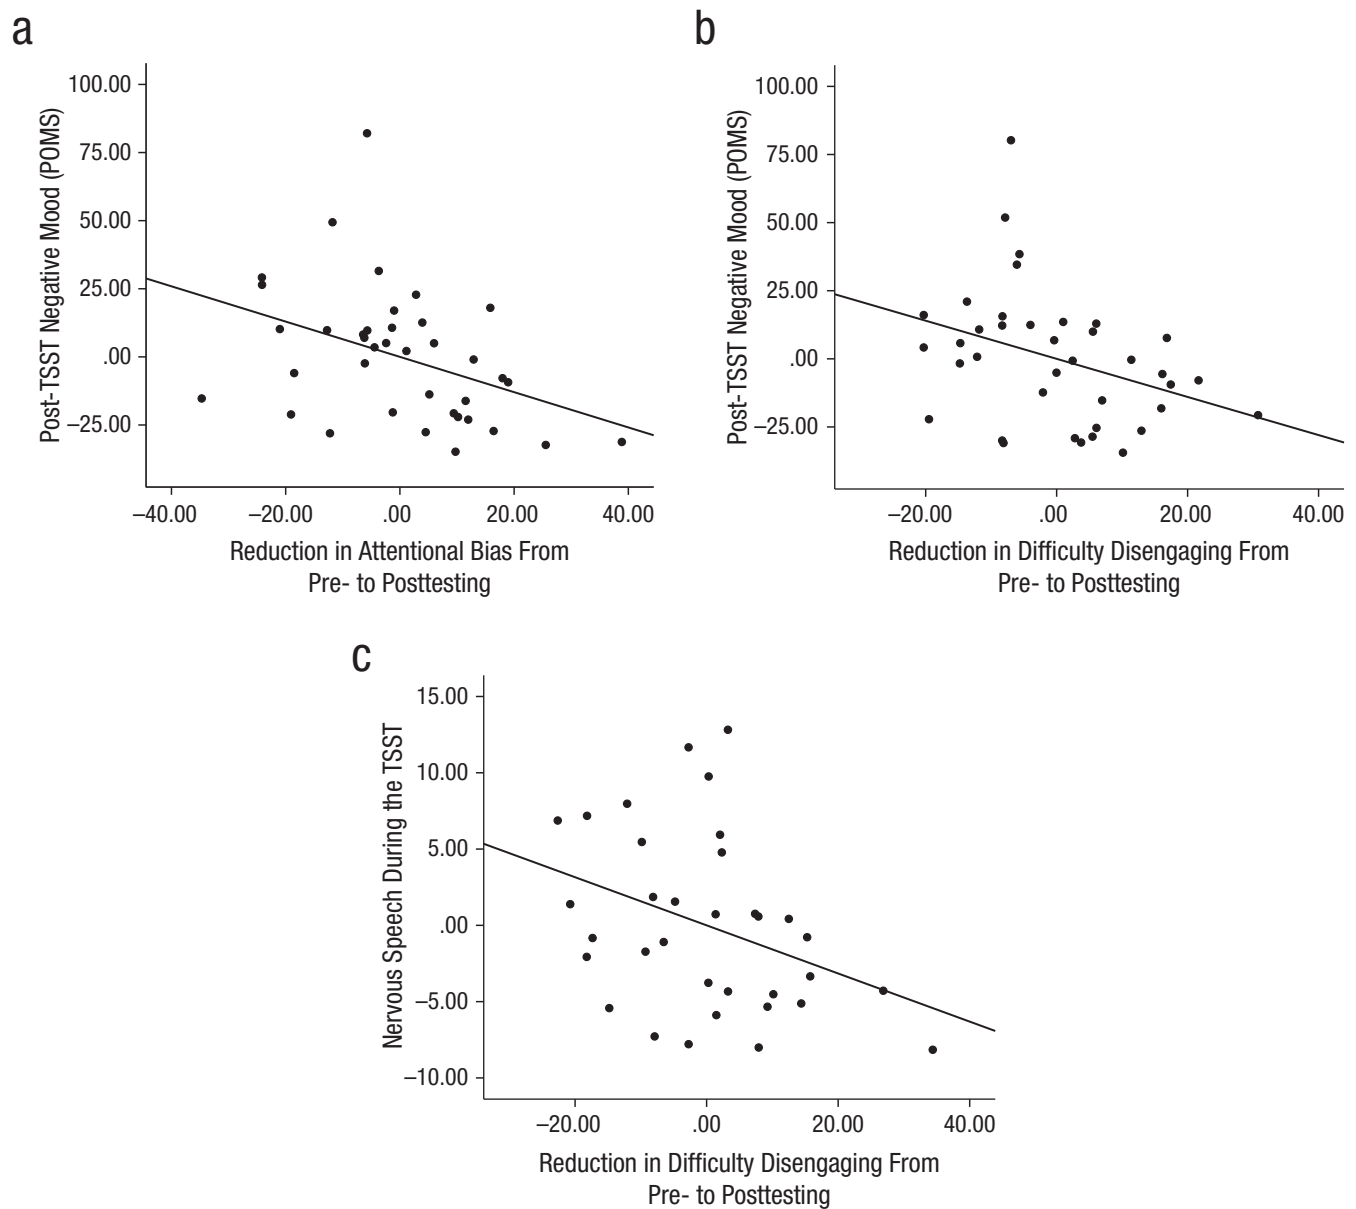 a
Post-TSST Negative Mood (POMS)
100.00
75.00
50.00
25.00
.00
–25.00
–40.00 –20.00 .00 20.00 40.00
Reduction in Attentional Bias From
Pre- to Posttesting
b
Post-TSST Negative Mood (POMS)
100.00
75.00
50.00
25.00
.00
–25.00
–20.00 .00 20.00 40.00
Reduction in Difficulty Disengaging From
Pre- to Posttesting
c
Nervous Speech During the TSST
15.00
10.00
5.00
.00
–5.00
–10.00
–20.00 .00 20.00 40.00
Reduction in Difficulty Disengaging From
Pre- to Posttesting